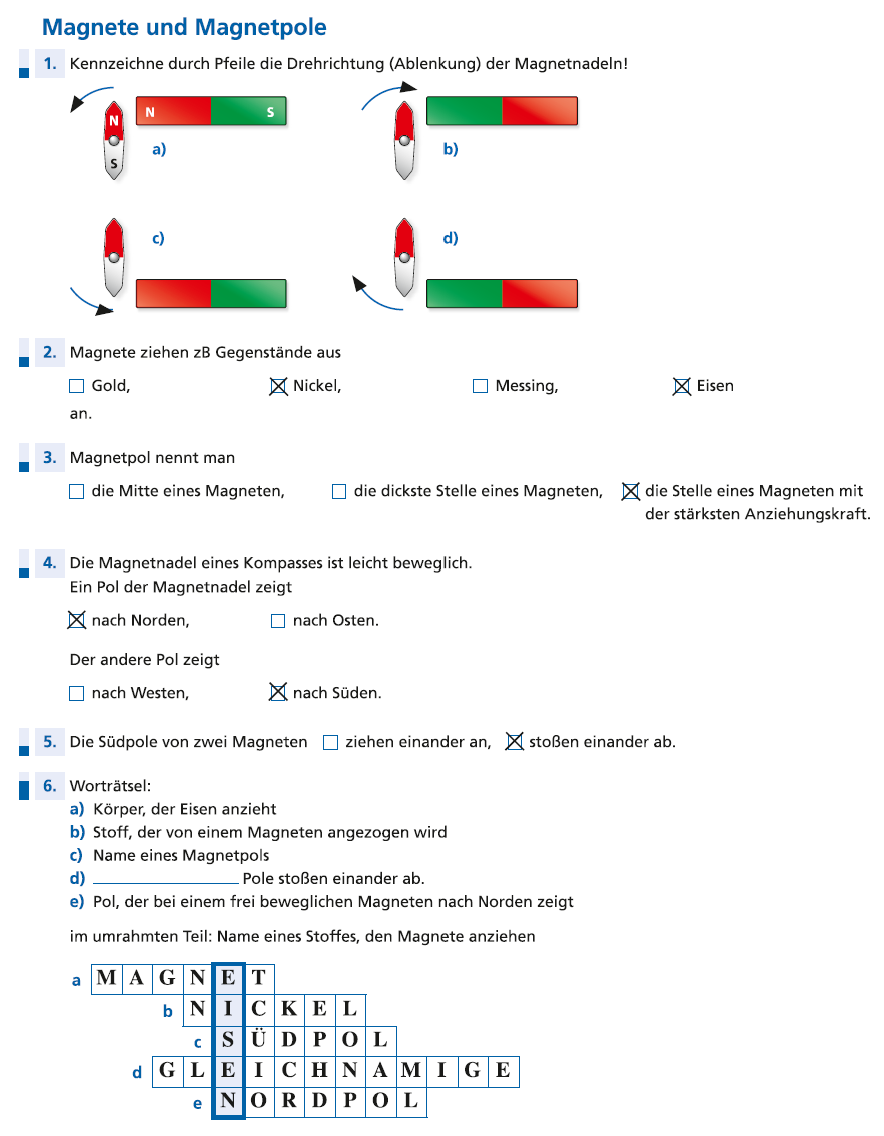 Magnete und Magnetpole
1. Kennzeichne durch Pfeile die Drehrichtung (Ablenkung) der Magnetnadeln!
N S
N
S
a)
b)
c)
d)
2. Magnete ziehen zB Gegenstände aus
Gold, Nickel, Messing, Eisen
an.
3. Magnetpol nennt man
die Mitte eines Magneten, die dickste Stelle eines Magneten, die Stelle eines Magneten mit
der stärksten Anziehungskraft.
4. Die Magnetnadel eines Kompasses ist leicht beweglich.
Ein Pol der Magnetnadel zeigt
nach Norden, nach Osten.
Der andere Pol zeigt
nach Westen, nach Süden.
5. Die Südpole von zwei Magneten ziehen einander an, stoßen einander ab.
6. Worträtsel:
a) Körper, der Eisen anzieht
b) Stoff, der von einem Magneten angezogen wird
c) Name eines Magnetpols
d) ____________ Pole stoßen einander ab.
e) Pol, der bei einem frei beweglichen Magneten nach Norden zeigt
im umrahmten Teil: Name eines Stoffes, den Magnete anziehen
a M A G N E T
b N I C K E L
c S Ü D P O L
d G L E I C H N A M I G E
e N O R D P O L